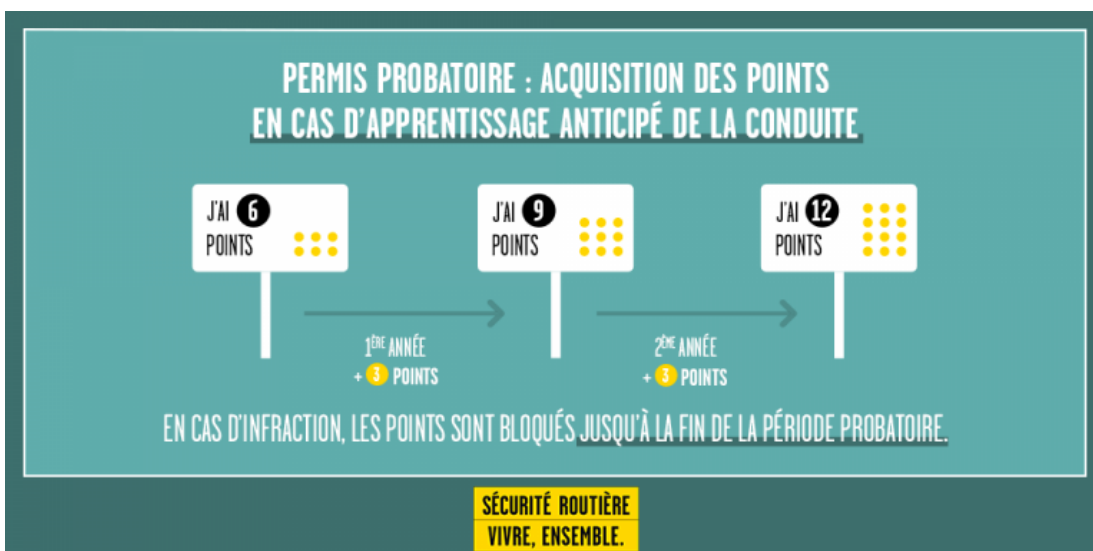 PERMIS PROBATOIRE : ACQUISITION DES POINTS
EN CAS D'APPRENTISSAGE ANTICIPÉ DE LA CONDUITE
J'AI 6
POINTS
J'AI 9
POINTS
J'AI 12
POINTS
1ÈRE ANNÉE
+ 3 POINTS
2ÈME ANNÉE
+ 3 POINTS
EN CAS D'INFRACTION, LES POINTS SONT BLOQUÉS JUSQU'À LA FIN DE LA PÉRIODE PROBATOIRE.
SÉCURITÉ ROUTIÈRE
VIVRE, ENSEMBLE.